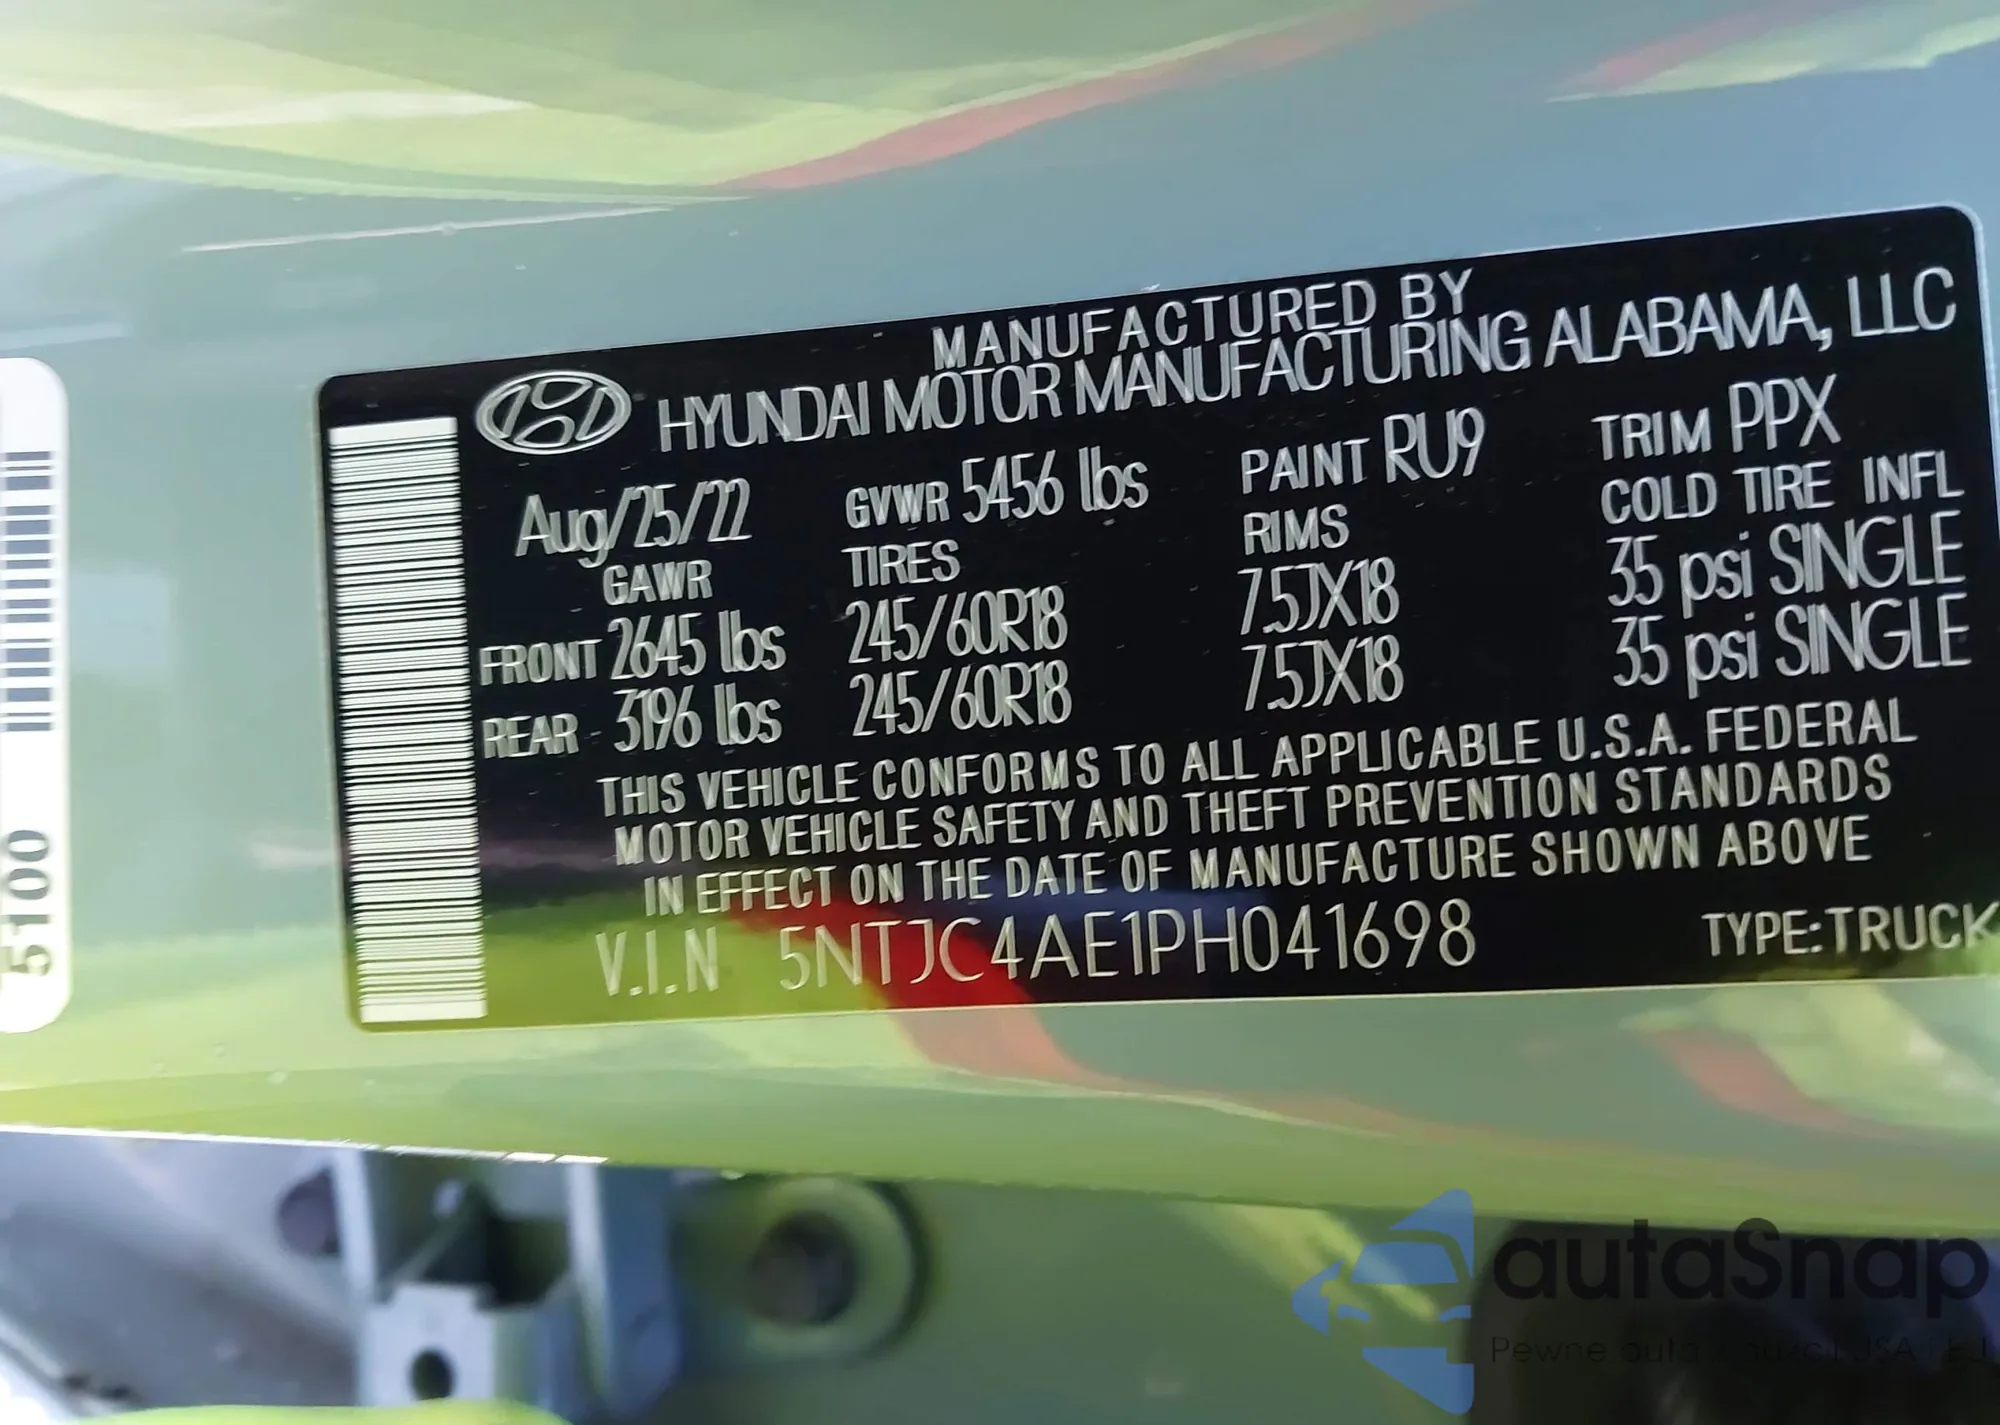 MANUFACTURED BY
HYUNDAI MOTOR MANUFACTURING ALABAMA, LLC
Aug/25/22 GVWR 5456 lbs PAINT RU9 TRIM PPX
GAWR TIRES RIMS COLD TIRE INFL
FRONT 2645 lbs 245/60R18 7.5JX18 35 psi SINGLE
REAR 3196 lbs 245/60R18 7.5JX18 35 psi SINGLE
THIS VEHICLE CONFORMS TO ALL APPLICABLE U.S.A. FEDERAL
MOTOR VEHICLE SAFETY AND THEFT PREVENTION STANDARDS
IN EFFECT ON THE DATE OF MANUFACTURE SHOWN ABOVE
V.I.N 5NTJC4AE1PH041698 TYPE:TRUCK
5100
autaSnap
Pewne auta USA